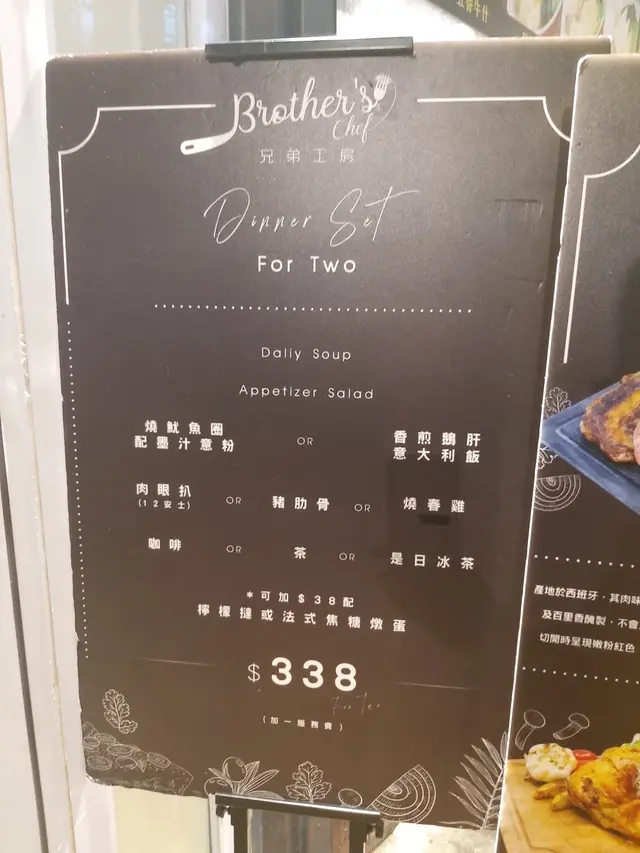 五香牛什
Brother's
Chef
兄弟工房
Dinner Set
For Two
Daliy Soup
Appetizer Salad
燒魷魚圈
配墨汁意粉
OR
香煎鵝肝
意大利飯
肉眼扒
(12安士)
OR
豬肋骨
OR
燒春雞
咖啡
OR
茶
OR
是日冰茶
*可加$38配
檸檬撻或法式焦糖燉蛋
$338
For Two
(加一服務費)
產地於西班牙，其肉味
及百里香醃製，不會
切開時呈現嫩粉紅色